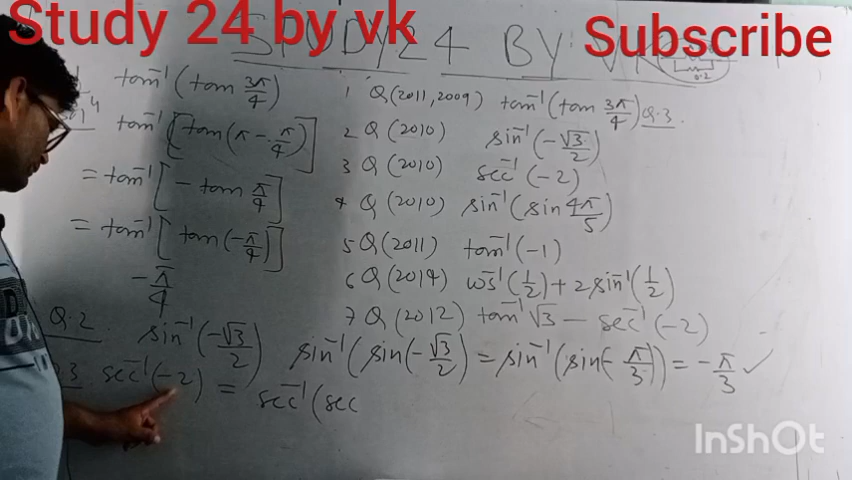 Study 24 by vk
Subscribe
STUDY24 BY: VK
0.2
tan⁻¹(tan 3π/4)
tan⁻¹[tan(π - π/4)]
= tan⁻¹[- tan π/4]
= tan⁻¹[tan(-π/4)]
-π/4
1 Q(2011,2009) tan⁻¹(tan 3π/4) Q.3.
2 Q(2010) sin⁻¹(-√3/2)
3 Q(2010) sec⁻¹(-2)
4 Q(2010) sin⁻¹(sin 4π/5)
5 Q(2011) tan⁻¹(-1)
6 Q(2014) cos⁻¹(1/2) + 2 sin⁻¹(1/2)
7 Q(2012) tan⁻¹√3 - sec⁻¹(-2)
Q.2 sin⁻¹(-√3/2) sin⁻¹(sin(-√3/2) = sin⁻¹(sin(-π/3)) = -π/3 ✓
3 sec⁻¹(-2) = sec⁻¹(sec
InShOt